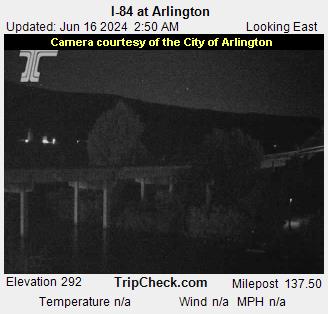 I-84 at Arlington
Updated: Jun 16 2024 2:50 AM Looking East
Camera courtesy of the City of Arlington
Elevation 292 TripCheck.com Milepost 137.50
Temperature n/a Wind n/a MPH n/a